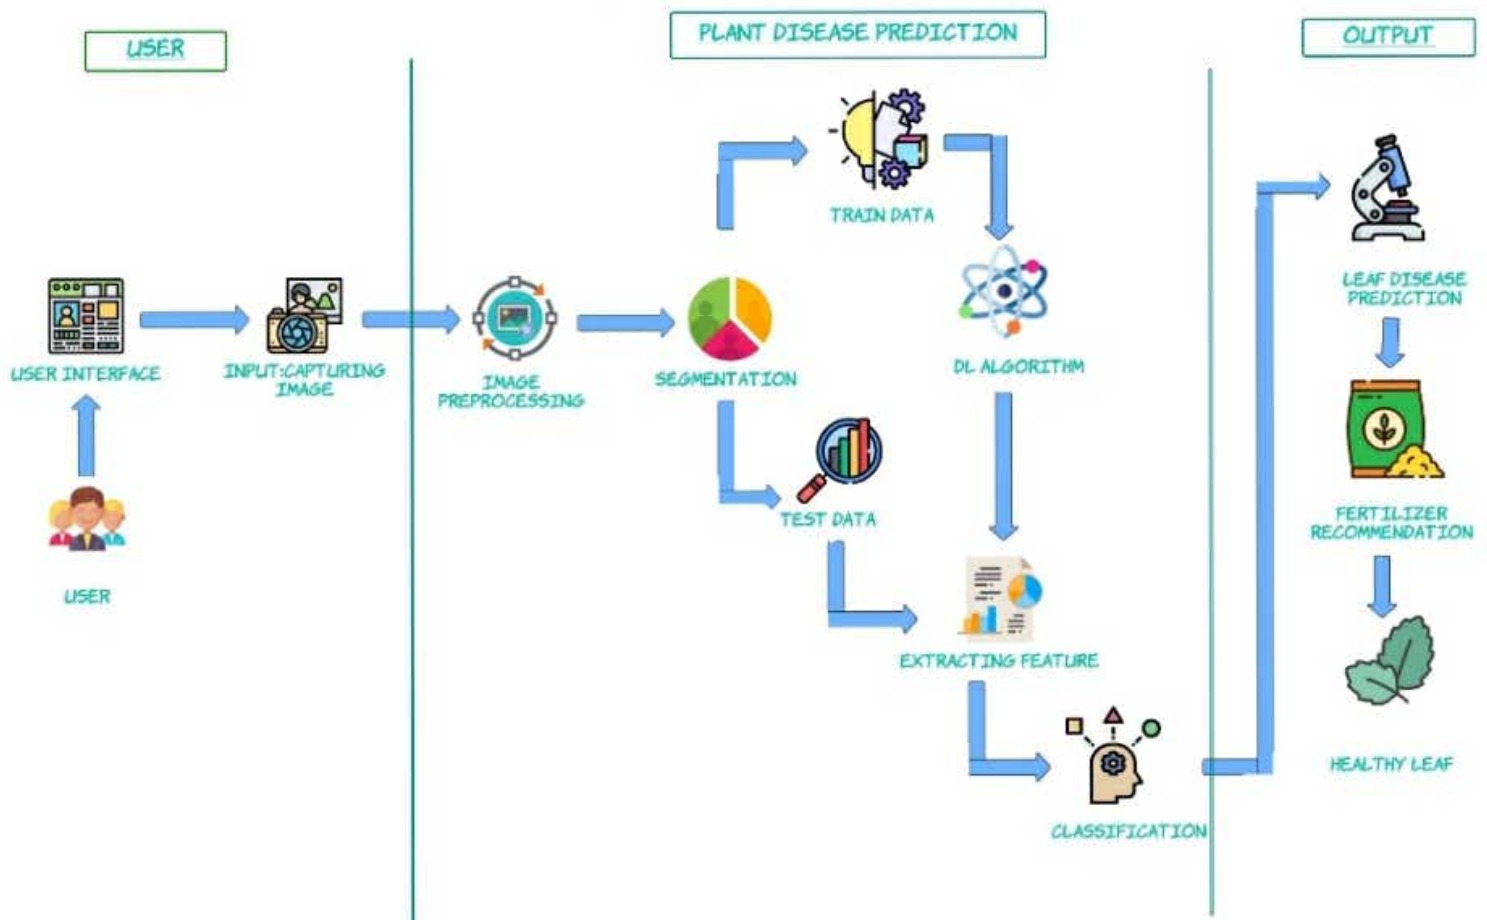 USER
PLANT DISEASE PREDICTION
OUTPUT
TRAIN DATA
LEAF DISEASE
PREDICTION
USER INTERFACE
INPUT:CAPTURING
IMAGE
IMAGE
PREPROCESSING
SEGMENTATION
DL ALGORITHM
TEST DATA
FERTILIZER
RECOMMENDATION
USER
EXTRACTING FEATURE
HEALTHY LEAF
CLASSIFICATION